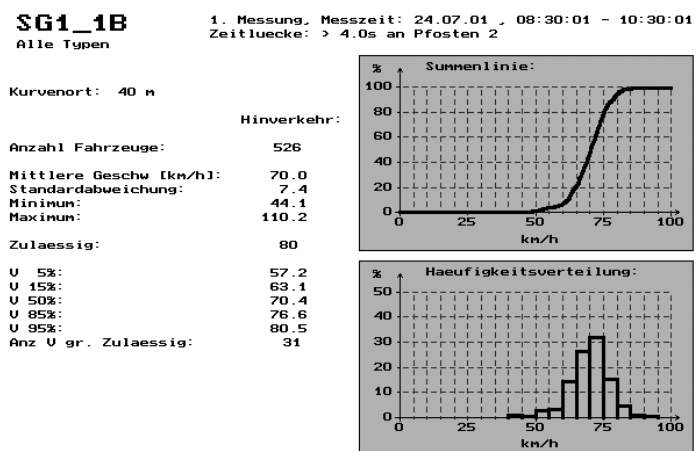 SG1_1B
Alle Typen
1. Messung, Messzeit: 24.07.01 , 08:30:01 - 10:30:01
Zeitluecke: > 4.0s an Pfosten 2
Kurvenort: 40 m
Hinverkehr:
Anzahl Fahrzeuge: 526
Mittlere Geschw [km/h]: 70.0
Standardabweichung: 7.4
Minimum: 44.1
Maximum: 110.2
Zulaessig: 80
V 5%: 57.2
V 15%: 63.1
V 50%: 70.4
V 85%: 76.6
V 95%: 80.5
Anz V gr. Zulaessig: 31
% Summenlinie:
100
80
60
40
20
0
0 25 50 75 100
km/h
% Haeufigkeitsverteilung:
50
40
30
20
10
0
0 25 50 75 100
km/h